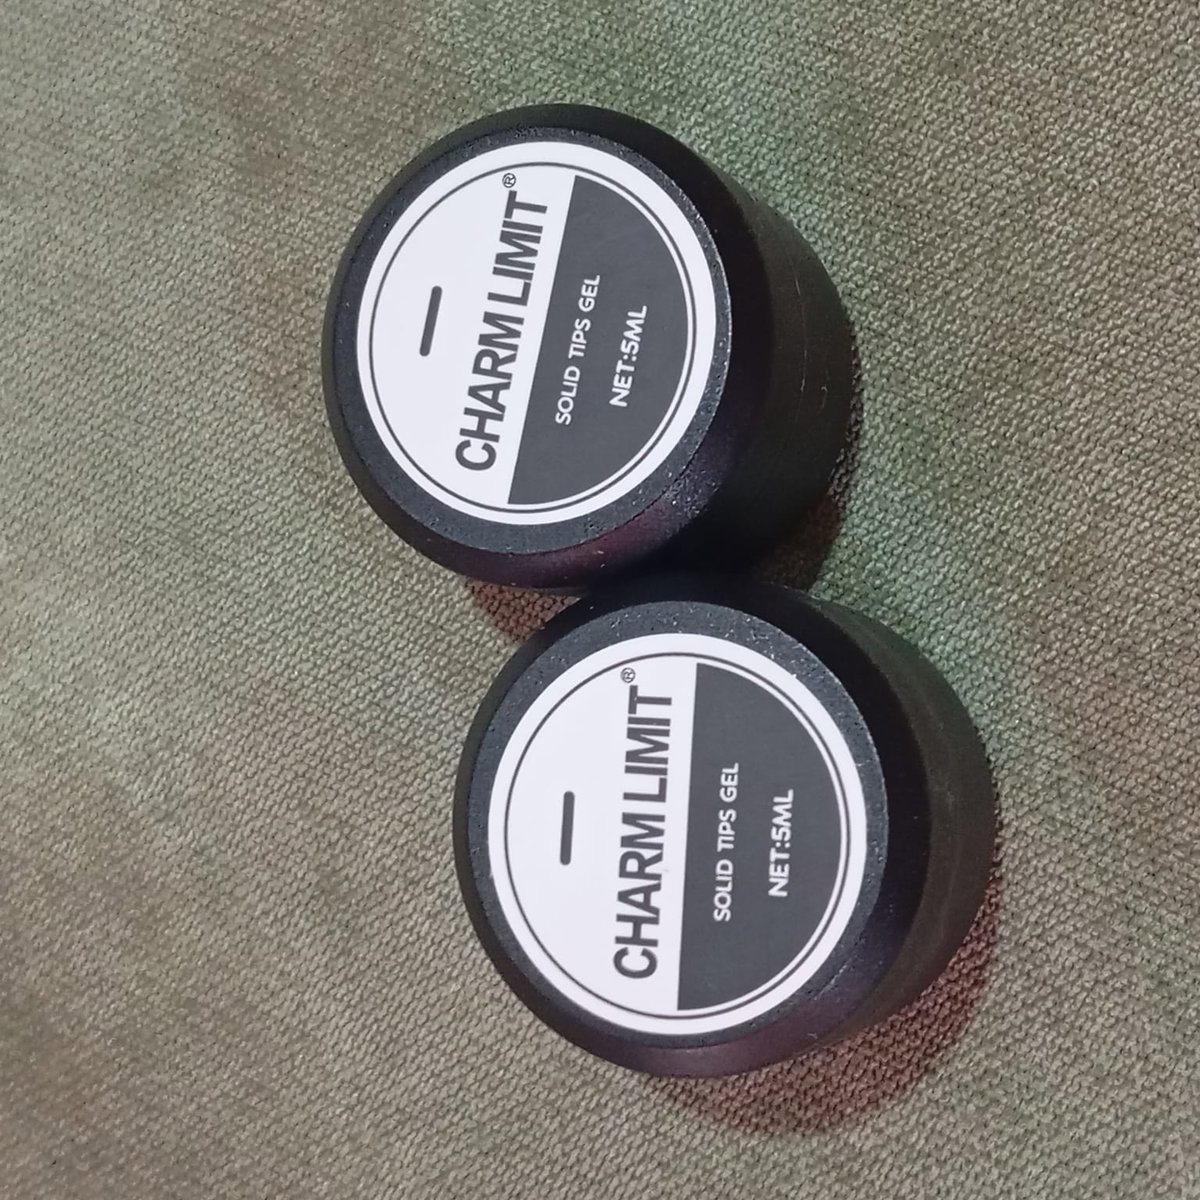 CHARM LIMIT®
SOLID TIPS GEL
NET:5ML
CHARM LIMIT®
SOLID TIPS GEL
NET:5ML